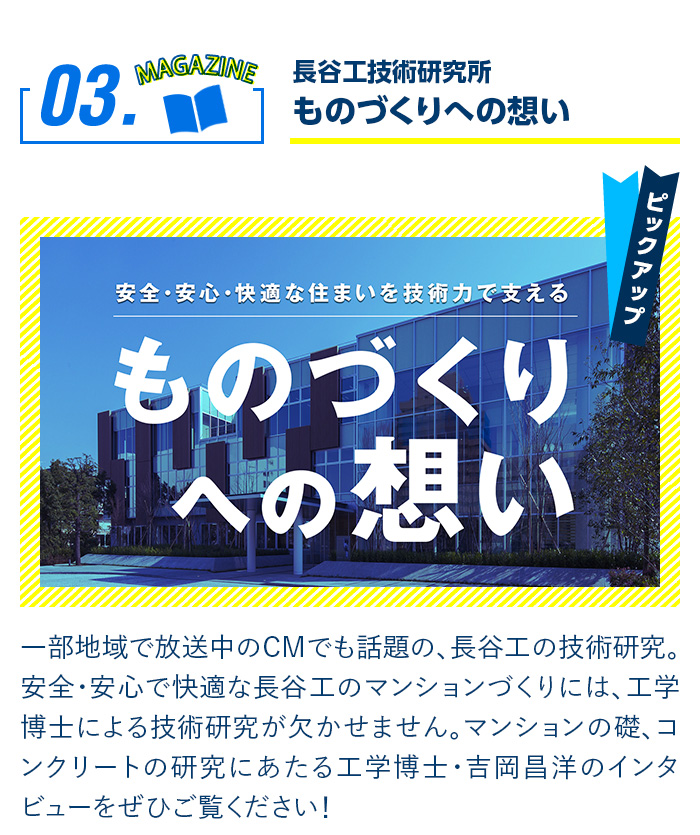 03.
MAGAZINE
長谷工技術研究所
ものづくりへの想い
ピックアップ
安全・安心・快適な住まいを技術力で支える
ものづくり
への想い
一部地域で放送中のCMでも話題の、長谷工の技術研究。
安全・安心で快適な長谷工のマンションづくりには、工学
博士による技術研究が欠かせません。マンションの礎、コ
ンクリートの研究にあたる工学博士・吉岡昌洋のインタ
ビューをぜひご覧ください!